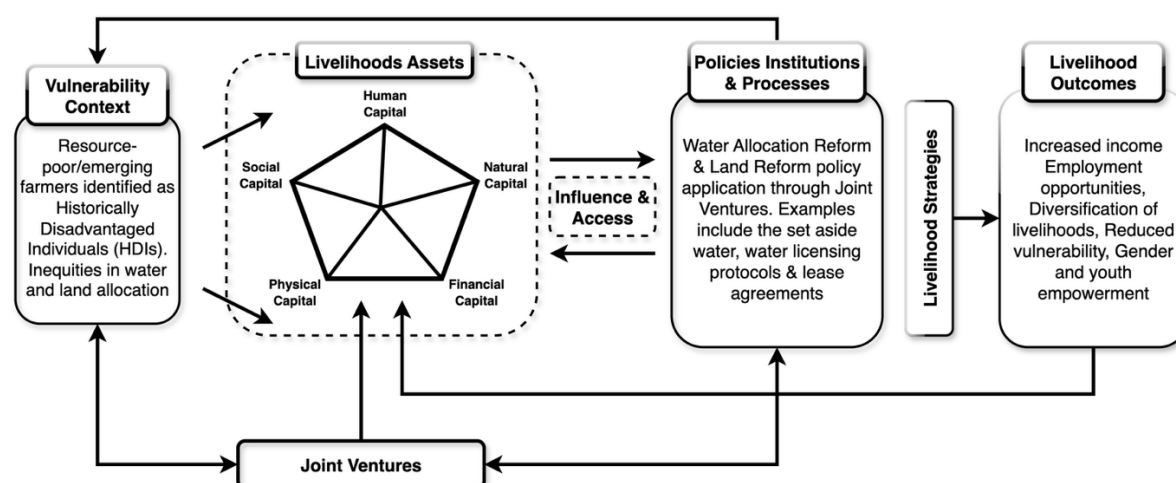 Vulnerability
Context
Resource-
poor/emerging
farmers identified as
Historically
Disadvantaged
Individuals (HDIs).
Inequities in water
and land allocation
Livelihoods Assets
Human
Capital
Social
Capital
Natural
Capital
Physical
Capital
Financial
Capital
Influence &
Access
Policies Institutions
& Processes
Water Allocation Reform
& Land Reform policy
application through Joint
Ventures. Examples
include the set aside
water, water licensing
protocols & lease
agreements
Livelihood Strategies
Livelihood
Outcomes
Increased income
Employment
opportunities,
Diversification of
livelihoods, Reduced
vulnerability, Gender
and youth
empowerment
Joint Ventures